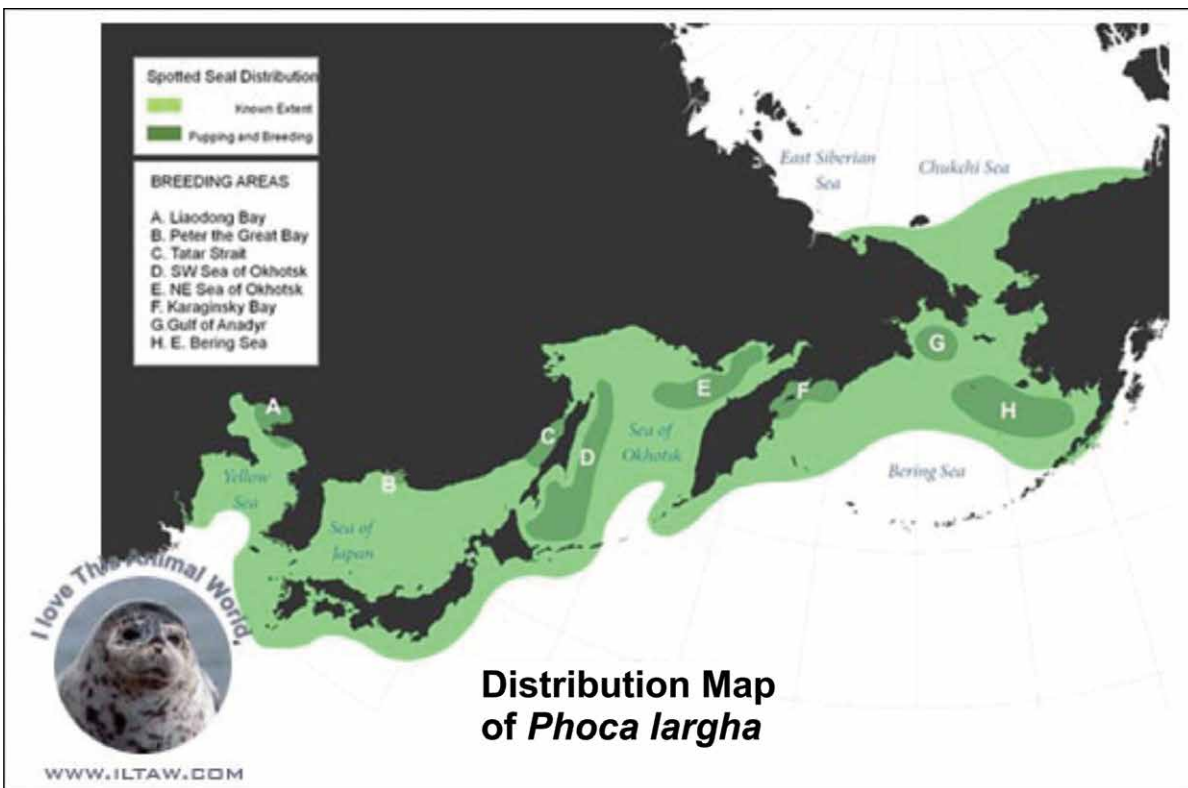 Spotted Seal Distribution
Known Extent
Pupping and Breeding
BREEDING AREAS
A. Liaodong Bay
B. Peter the Great Bay
C. Tatar Strait
D. SW Sea of Okhotsk
E. NE Sea of Okhotsk
F. Karaginsky Bay
G.Gulf of Anadyr
H. E. Bering Sea
East Siberian
Sea
Chukchi Sea
G
A
E
F
H
C
D
Sea of
Okhotsk
Bering Sea
Yellow
Sea
B
Sea of
Japan
I love This Animal World,
Distribution Map
of Phoca largha
WWW.ILTAW.COM